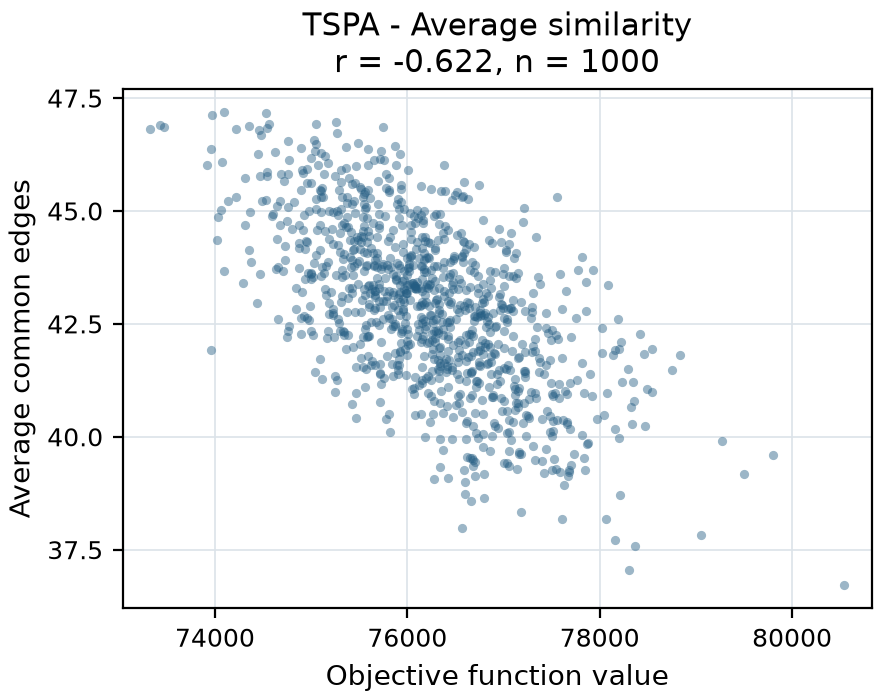 TSPA - Average similarity
r = -0.622, n = 1000
47.5
45.0
42.5
40.0
37.5
Average common edges
74000
76000
78000
80000
Objective function value